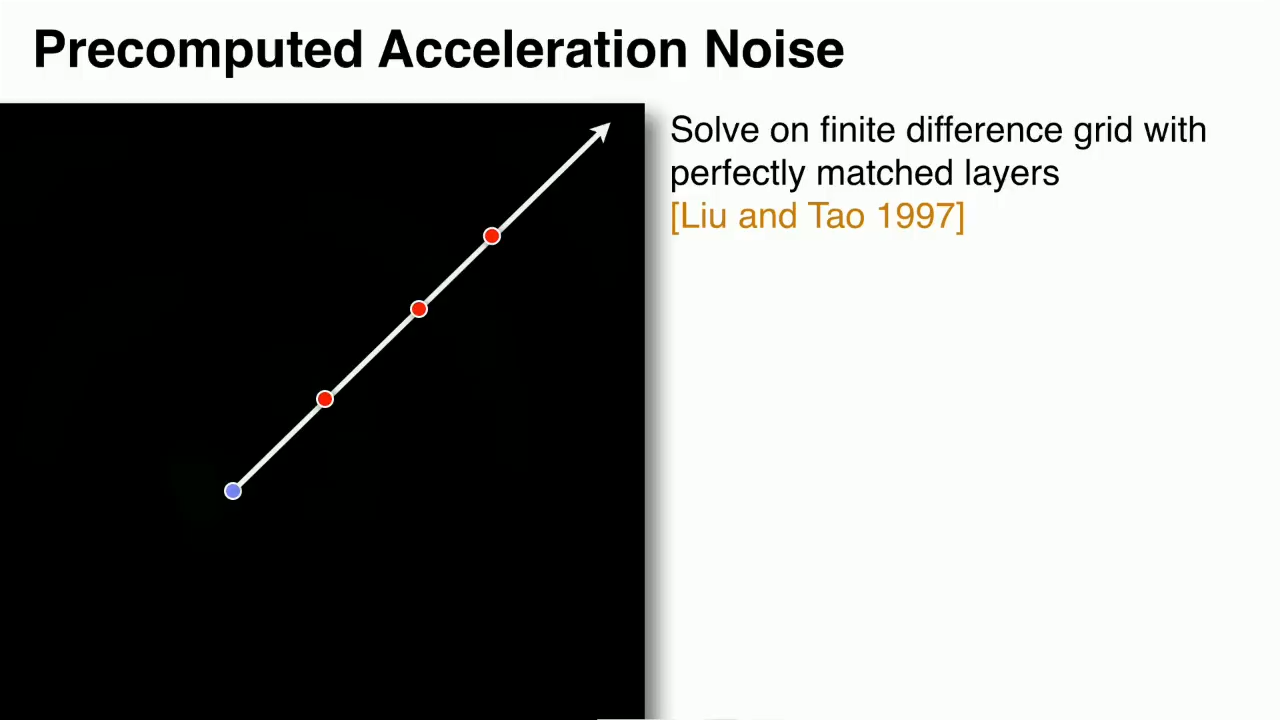 Precomputed Acceleration Noise
Solve on finite difference grid with
perfectly matched layers
[Liu and Tao 1997]